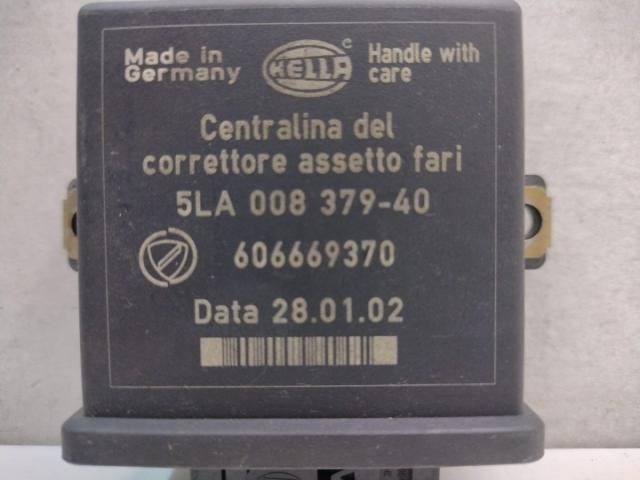 Made in
Germany
HELLA
Handle with
care
Centralina del
correttore assetto fari
5LA 008 379-40
606669370
Data 28.01.02